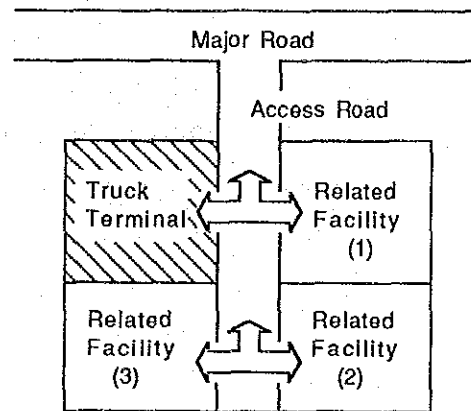 Major Road
Access Road
Truck
Terminal
Related
Facility
(1)
Related
Facility
(3)
Related
Facility
(2)